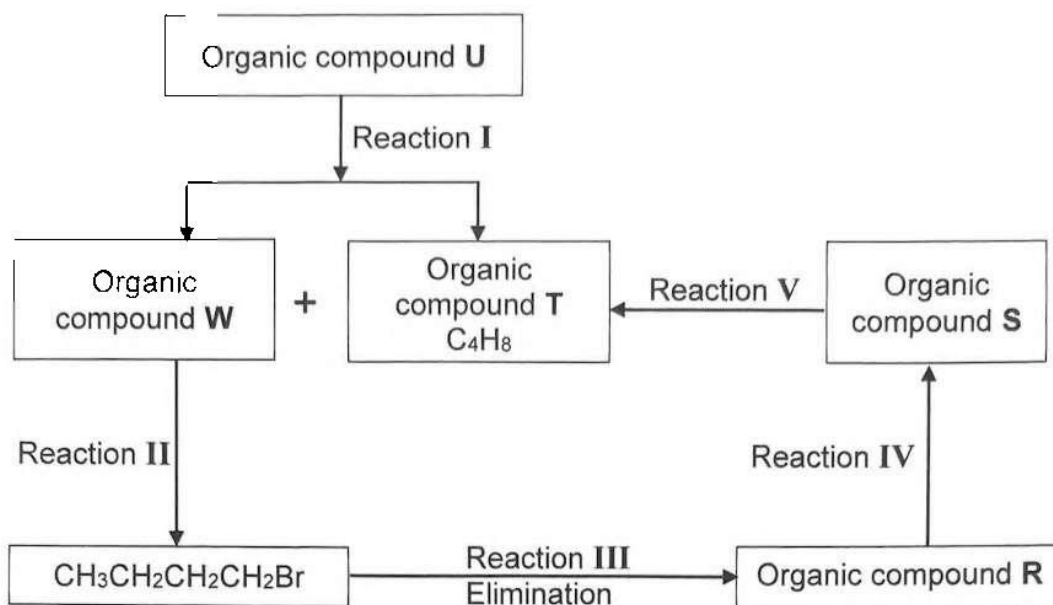 Organic compound U
Reaction I
Organic
compound W
+
Organic
compound T
C₄H₈
Reaction V
Organic
compound S
Reaction II
Reaction IV
CH₃CH₂CH₂CH₂Br
Reaction III
Elimination
Organic compound R